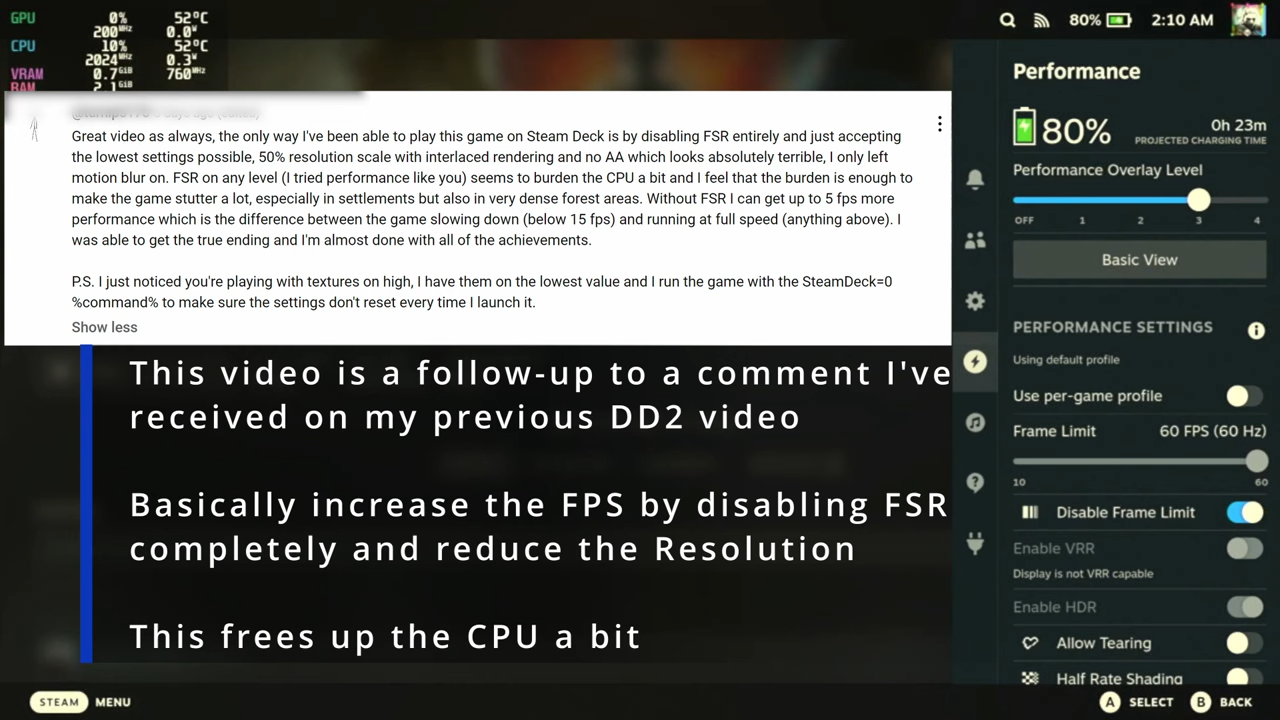 GPU 0% 52°C
200MHz 0.0W
CPU 10% 52°C
2024MHz 0.3W
VRAM 0.7GiB 760MHz
RAM 2.1GiB
80% 2:10 AM
Great video as always, the only way I've been able to play this game on Steam Deck is by disabling FSR entirely and just accepting
the lowest settings possible, 50% resolution scale with interlaced rendering and no AA which looks absolutely terrible, I only left
motion blur on. FSR on any level (I tried performance like you) seems to burden the CPU a bit and I feel that the burden is enough to
make the game stutter a lot, especially in settlements but also in very dense forest areas. Without FSR I can get up to 5 fps more
performance which is the difference between the game slowing down (below 15 fps) and running at full speed (anything above). I
was able to get the true ending and I'm almost done with all of the achievements.
P.S. I just noticed you're playing with textures on high, I have them on the lowest value and I run the game with the SteamDeck=0
%command% to make sure the settings don't reset every time I launch it.
Show less
This video is a follow-up to a comment I've
received on my previous DD2 video
Basically increase the FPS by disabling FSR
completely and reduce the Resolution
This frees up the CPU a bit
Performance
80% 0h 23m
PROJECTED CHARGING TIME
Performance Overlay Level
OFF 1 2 3 4
Basic View
PERFORMANCE SETTINGS
Using default profile
Use per-game profile
Frame Limit 60 FPS (60 Hz)
10 60
Disable Frame Limit
Enable VRR
Display is not VRR capable
Enable HDR
Allow Tearing
Half Rate Shading
STEAM MENU
A SELECT B BACK